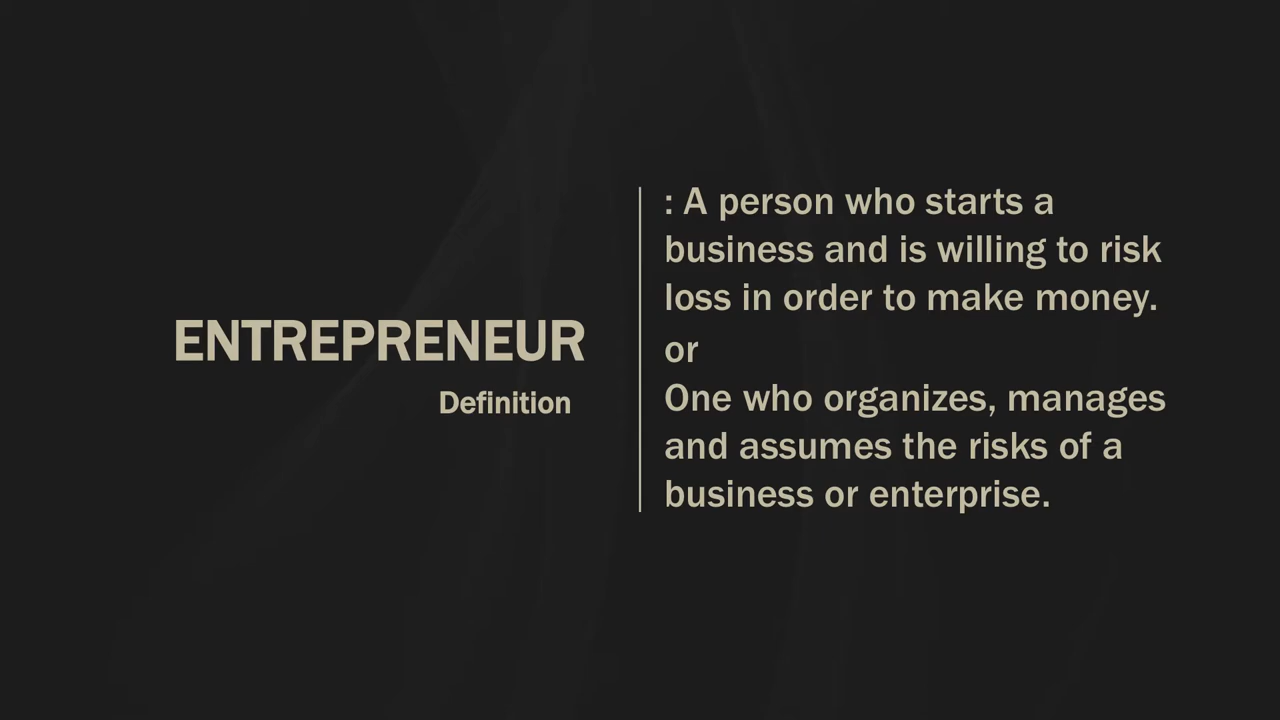 ENTREPRENEUR
Definition
: A person who starts a
business and is willing to risk
loss in order to make money.
or
One who organizes, manages
and assumes the risks of a
business or enterprise.